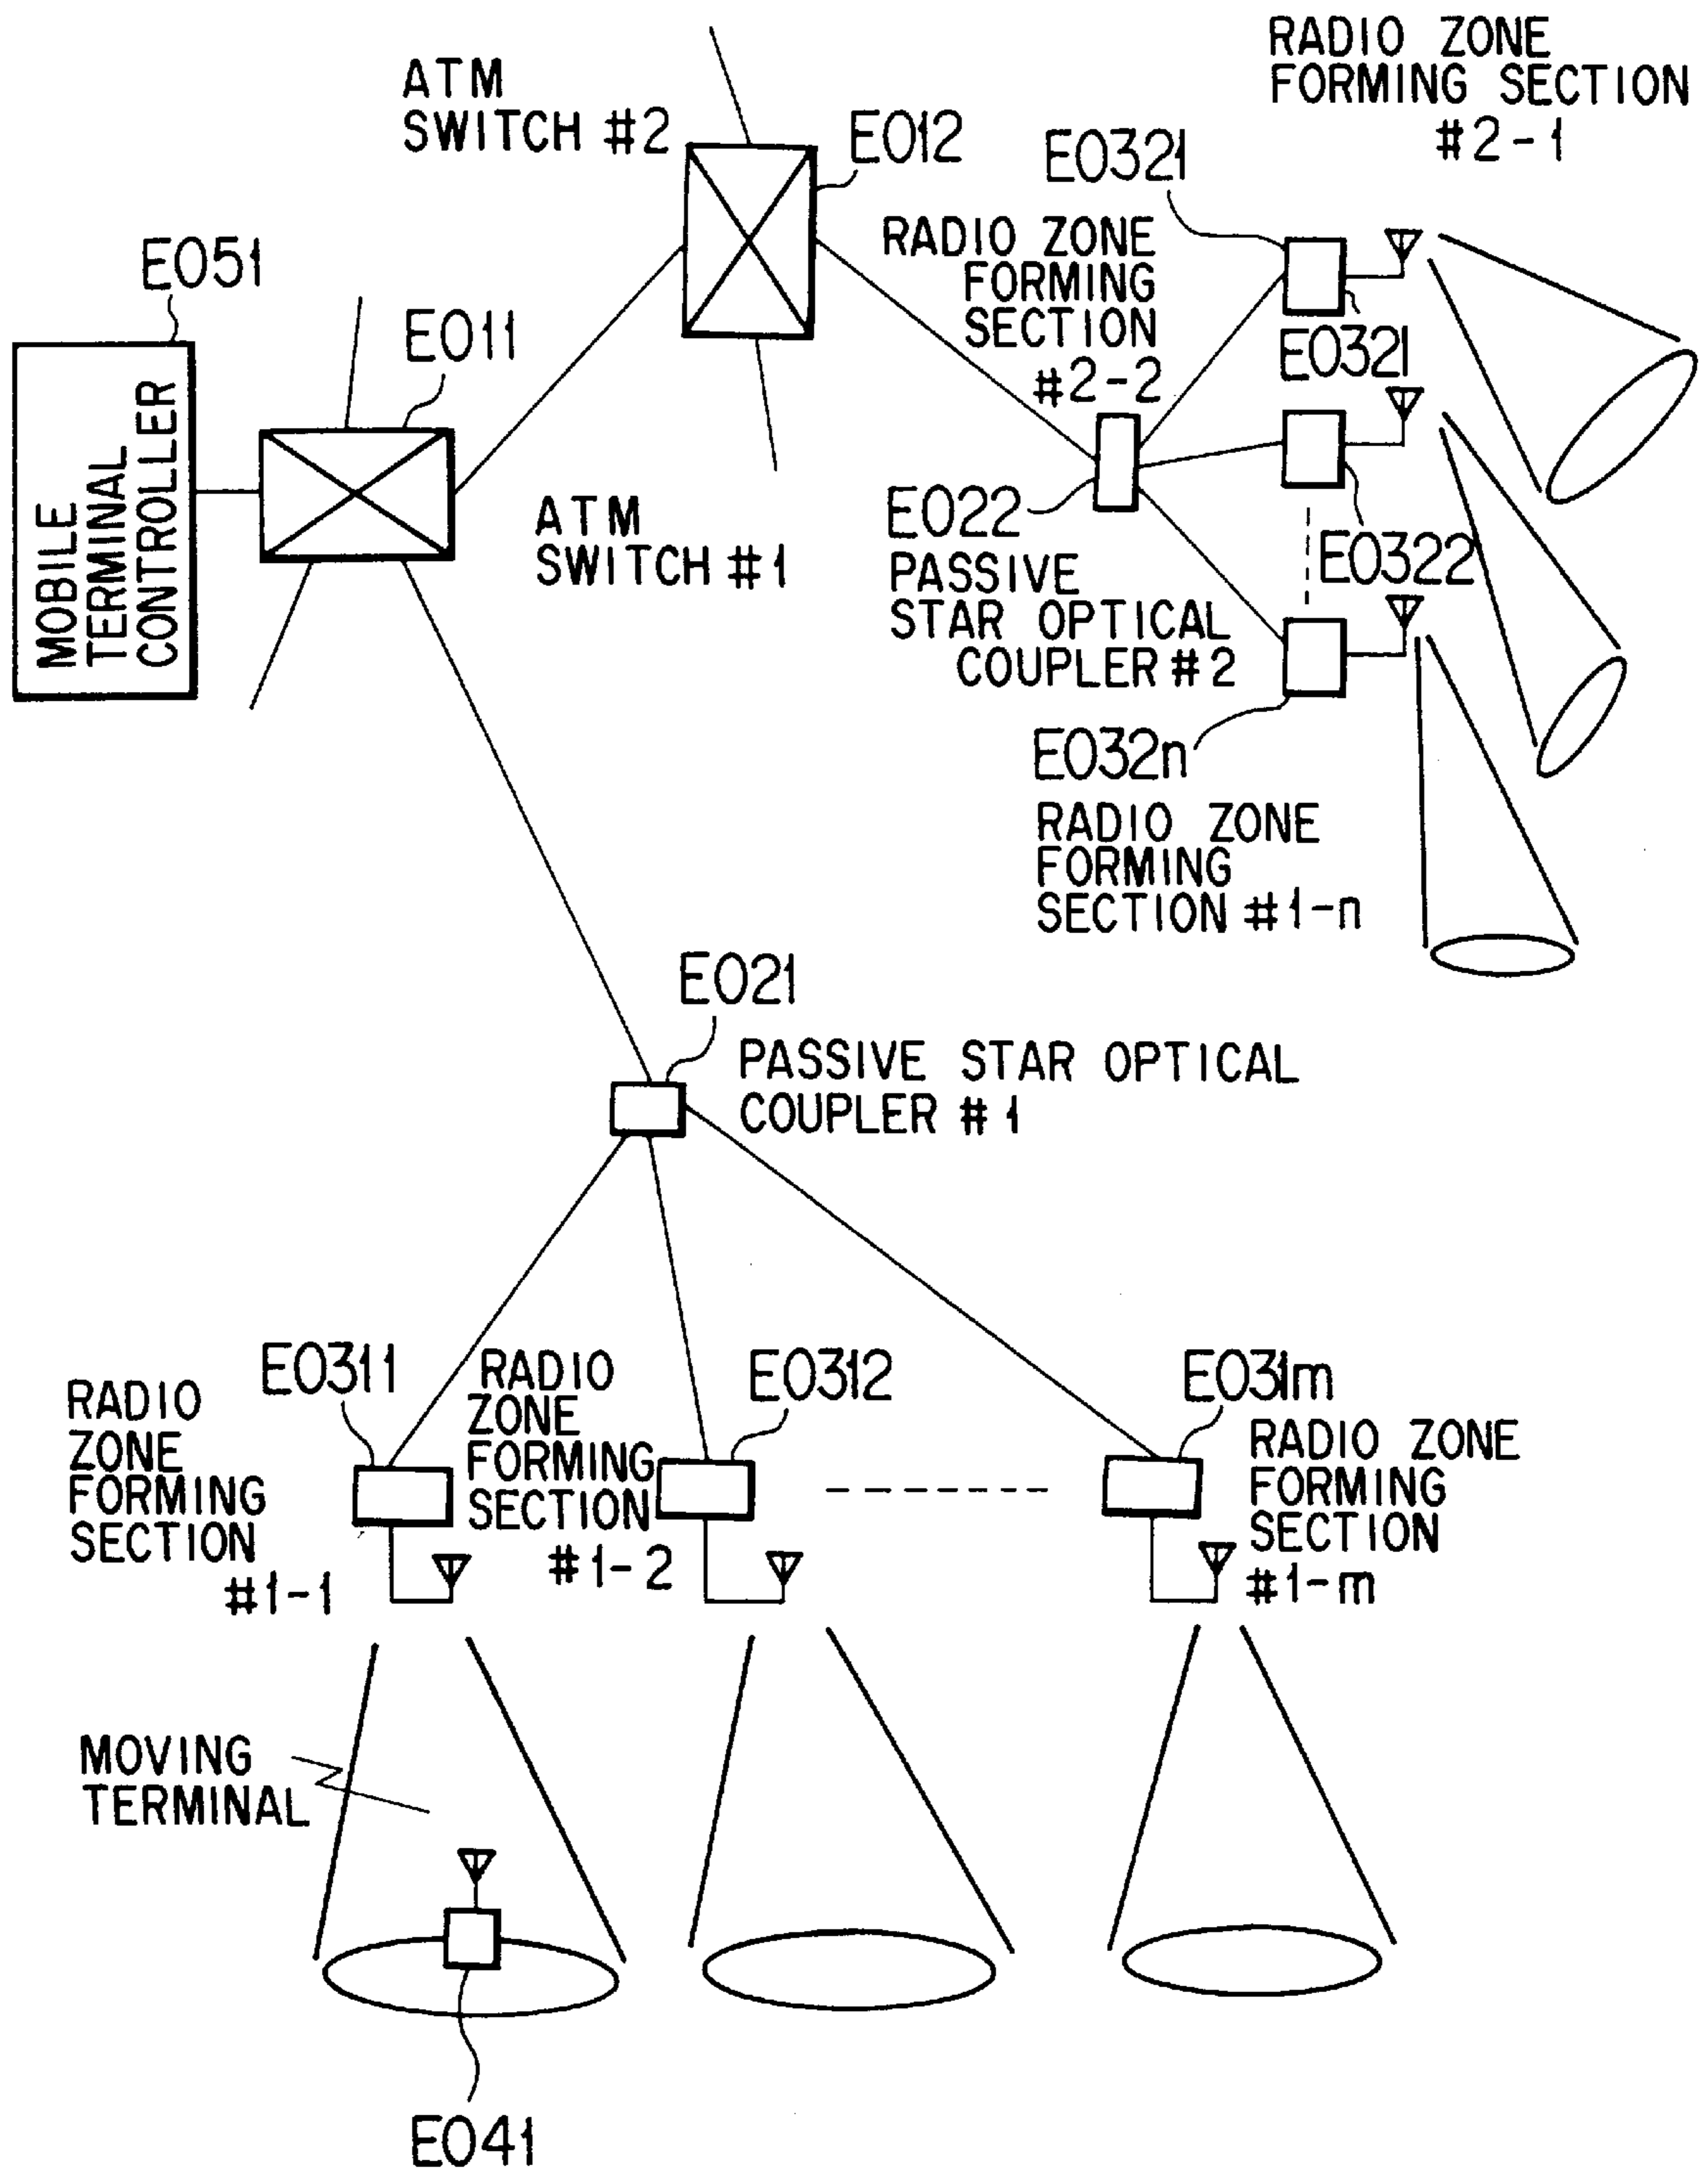 RADIO ZONE
FORMING SECTION
#2-1
ATM
SWITCH #2
E012
E0321
RADIO ZONE
FORMING
SECTION
#2-2
E051
E011
MOBILE
TERMINAL
CONTROLLER
E0321
ATM
SWITCH #1
E022
PASSIVE
STAR OPTICAL
COUPLER #2
E0322
E032n
RADIO ZONE
FORMING
SECTION #1-n
E021
PASSIVE STAR OPTICAL
COUPLER #1
E0311
RADIO
ZONE
FORMING
SECTION
#1-1
RADIO
ZONE
FORMING
SECTION
#1-2
E0312
E031m
RADIO ZONE
FORMING
SECTION
#1-m
MOVING
TERMINAL
E041